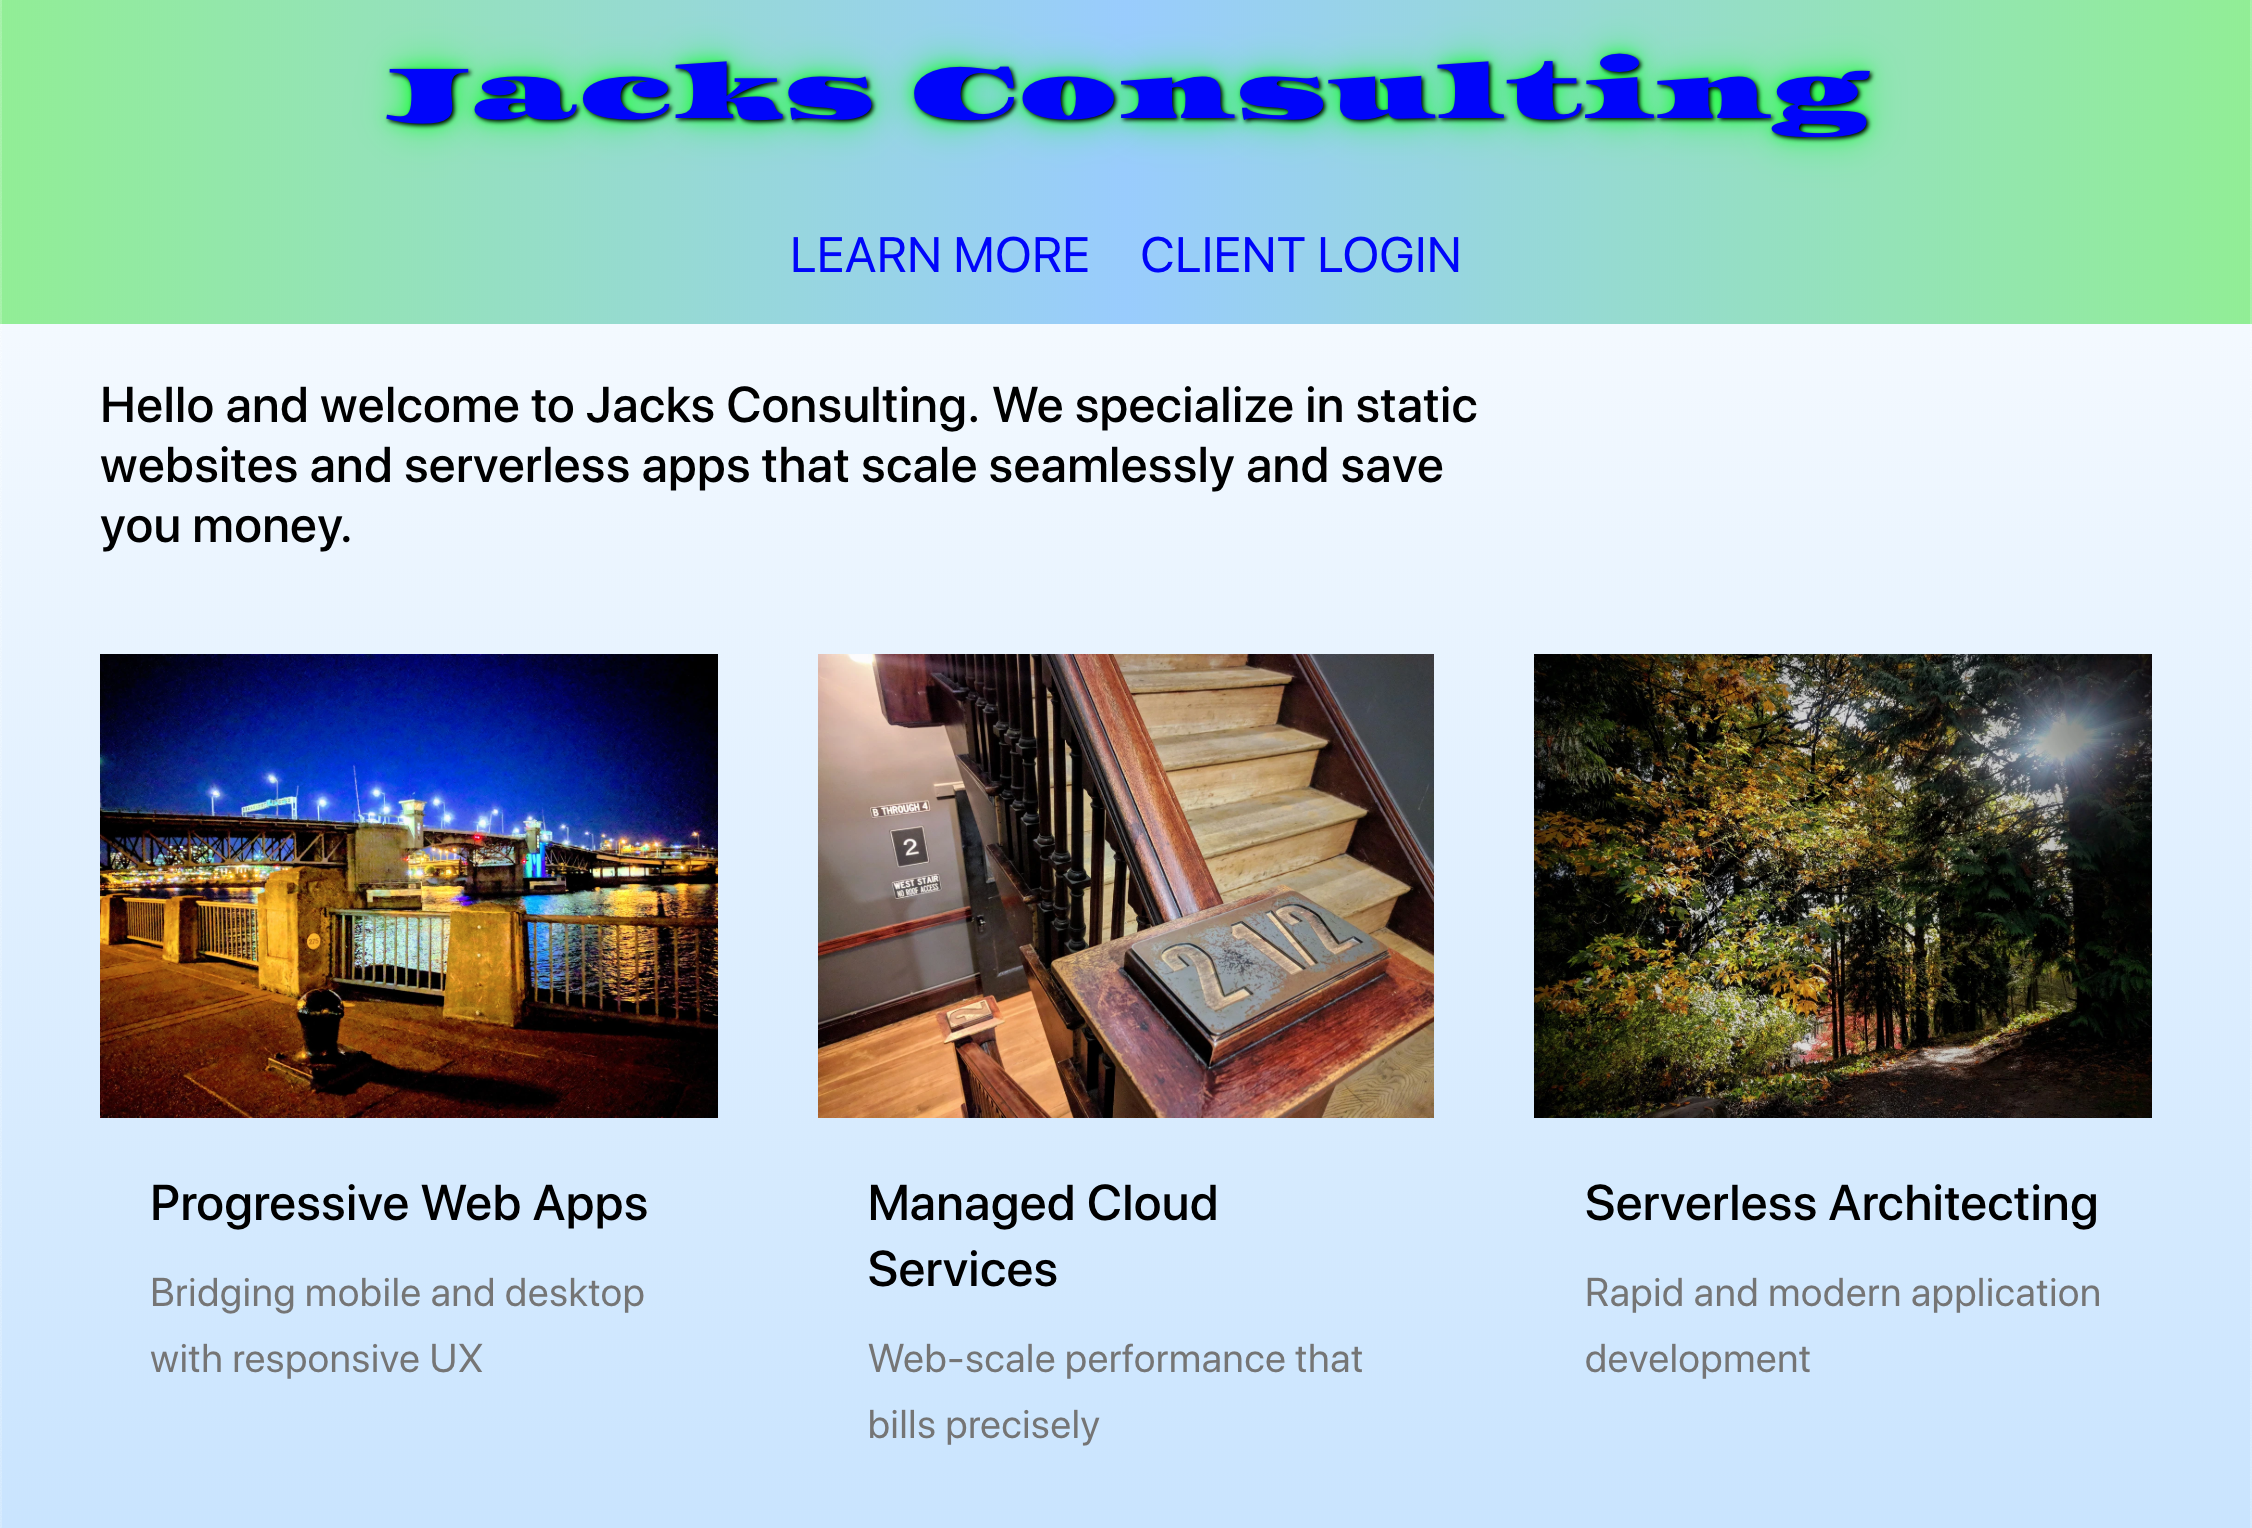 Jacks Consulting
LEARN MORE CLIENT LOGIN
Hello and welcome to Jacks Consulting. We specialize in static
websites and serverless apps that scale seamlessly and save
you money.
B THROUGH 4
2
WEST STAIR
NO ROOF ACCESS
2 1/2
2
Progressive Web Apps
Bridging mobile and desktop
with responsive UX
Managed Cloud
Services
Web-scale performance that
bills precisely
Serverless Architecting
Rapid and modern application
development